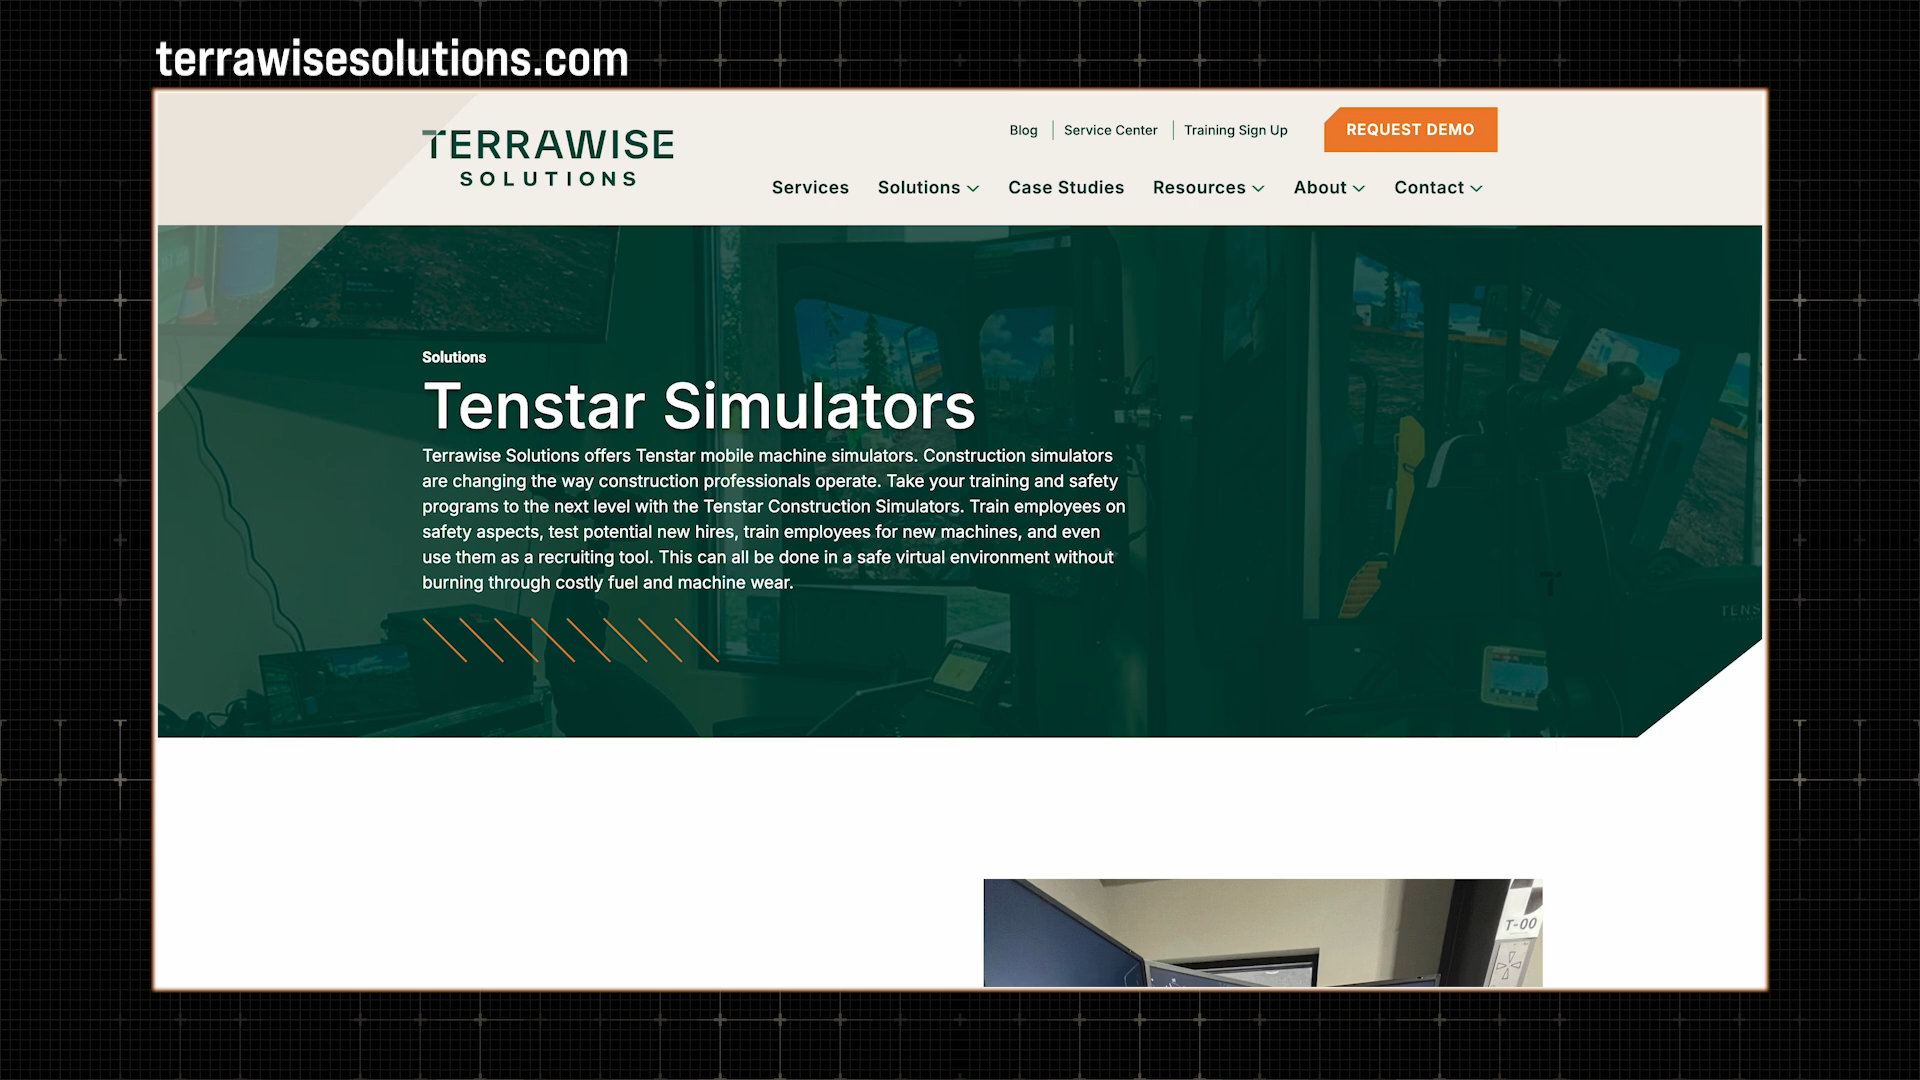 terrawisesolutions.com
TERRAWISE
SOLUTIONS
Blog
Service Center
Training Sign Up
REQUEST DEMO
Services
Solutions
Case Studies
Resources
About
Contact
Solutions
Tenstar Simulators
Terrawise Solutions offers Tenstar mobile machine simulators. Construction simulators
are changing the way construction professionals operate. Take your training and safety
programs to the next level with the Tenstar Construction Simulators. Train employees on
safety aspects, test potential new hires, train employees for new machines, and even
use them as a recruiting tool. This can all be done in a safe virtual environment without
burning through costly fuel and machine wear.
TENS
T-00